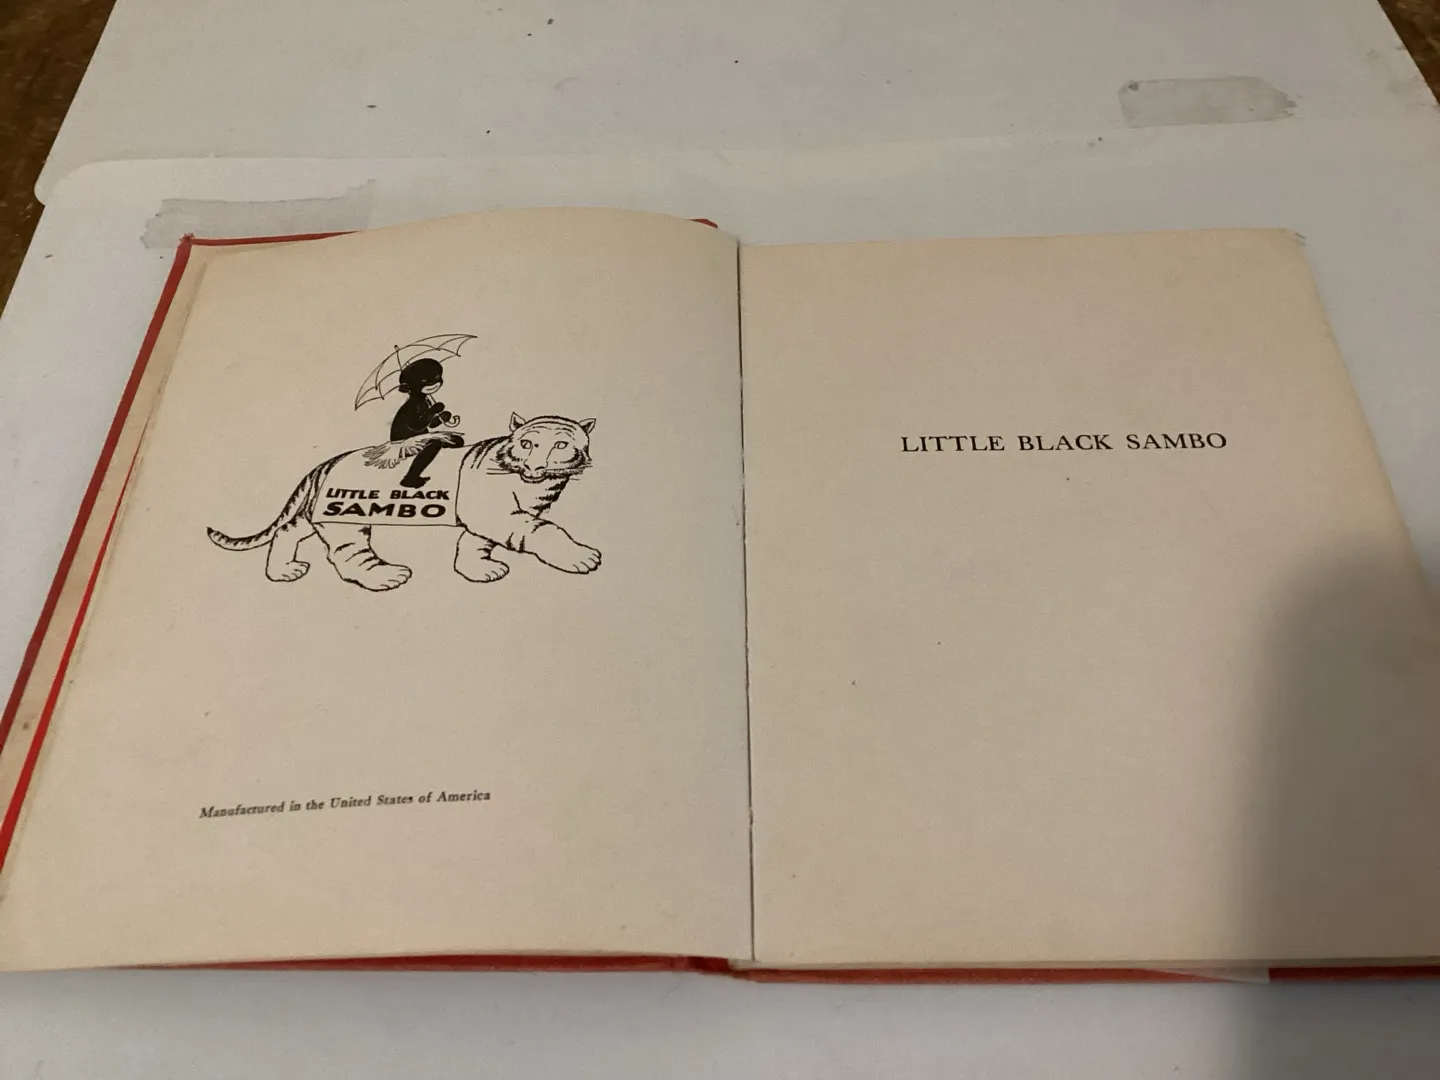 LITTLE BLACK
SAMBO
Manufactured in the United States of America
LITTLE BLACK SAMBO